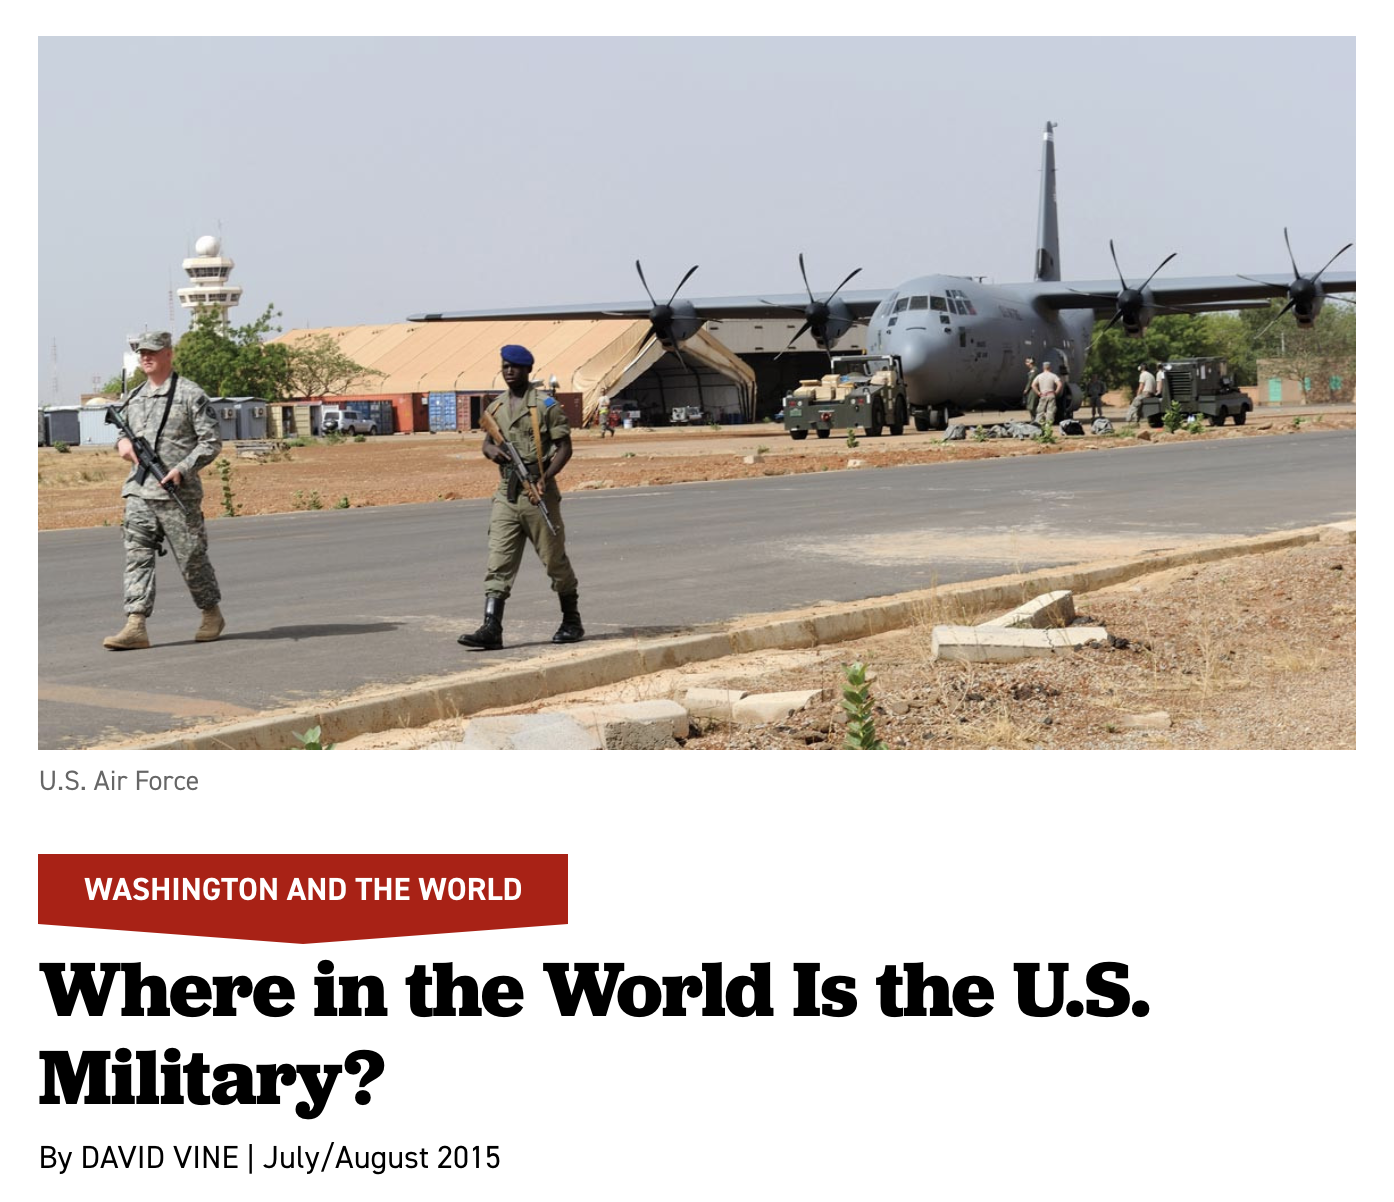 U.S. Air Force
WASHINGTON AND THE WORLD
Where in the World Is the U.S.
Military?
By DAVID VINE | July/August 2015